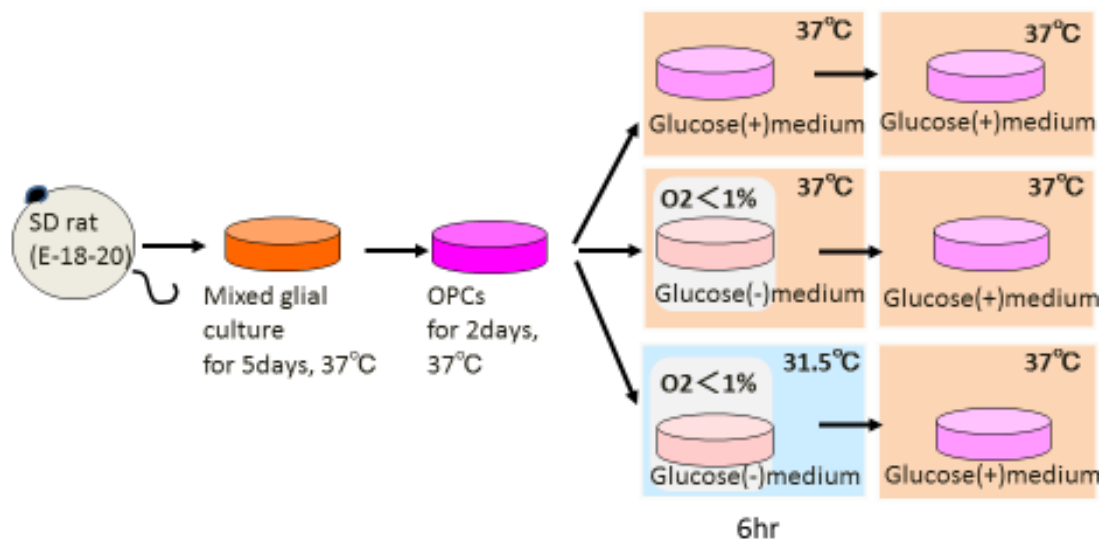 SD rat
(E-18-20)
Mixed glial
culture
for 5days, 37℃
OPCs
for 2days,
37℃
37℃
Glucose(+)medium
37℃
Glucose(+)medium
O2＜1%
37℃
Glucose(-)medium
37℃
Glucose(+)medium
O2＜1%
31.5℃
Glucose(-)medium
37℃
Glucose(+)medium
6hr